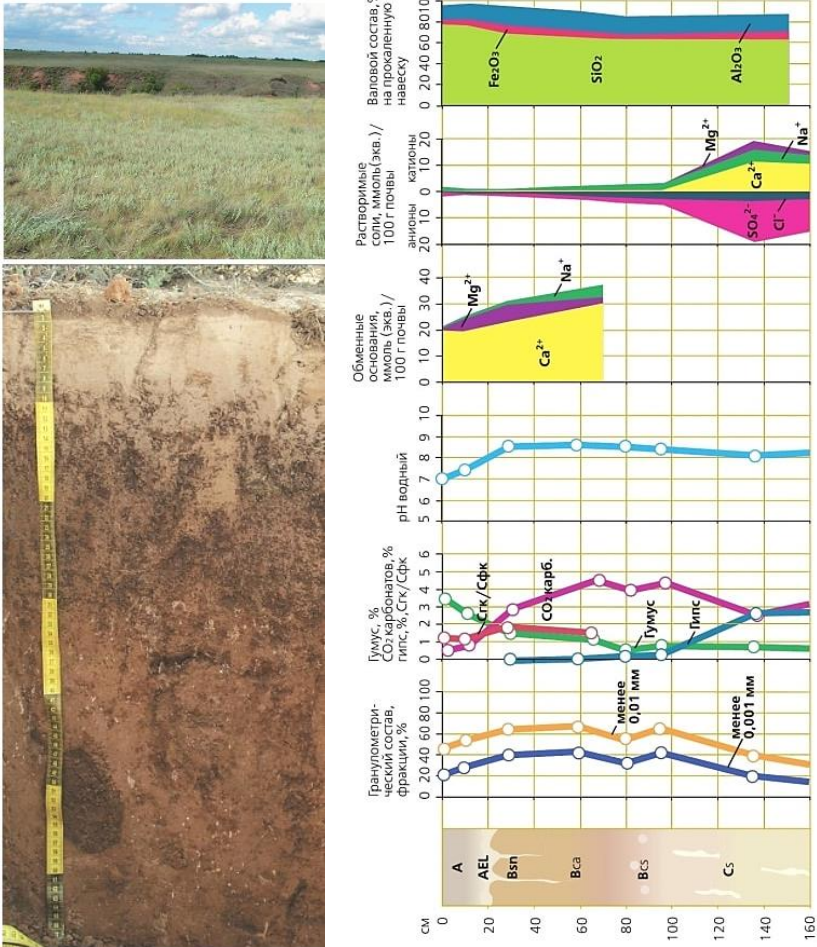 Валовой состав,%
на прокаленную
навеску
0 20 40 60 80 10
Fe₂O₃
SiO₂
Al₂O₃
Растворимые
соли, ммоль(экв.)/
100 г почвы
анионы
катионы
20 10 0 10 20
Mg²⁺
Ca²⁺
Na⁺
SO₄²⁻
Cl⁻
Обменные
основания,
ммоль (экв.)/
100 г почвы
0 10 20 30 40
Mg²⁺
Ca²⁺
Na⁺
pH водный
5 6 7 8 9 10
Гумус, %
CO₂ карбонатов,%
гипс,%,Сгк/Сфк
0 1 2 3 4 5 6
Сгк/Сфк
CO₂ карб.
Гумус
Гипс
Гранулометри-
ческий состав,
фракции,%
0 20 40 60 80 100
менее
0,01 мм
менее
0,001 мм
A
AEL
Bsn
Bca
Bcs
Cs
см
0 20 40 60 80 100 120 140 160